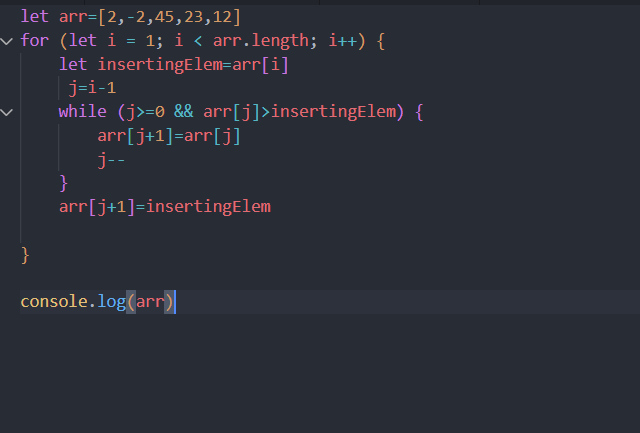 let arr=[2,-2,45,23,12]
for (let i = 1; i < arr.length; i++) {
    let insertingElem=arr[i]
     j=i-1
    while (j>=0 && arr[j]>insertingElem) {
        arr[j+1]=arr[j]
        j--
    }
    arr[j+1]=insertingElem

}

console.log(arr)